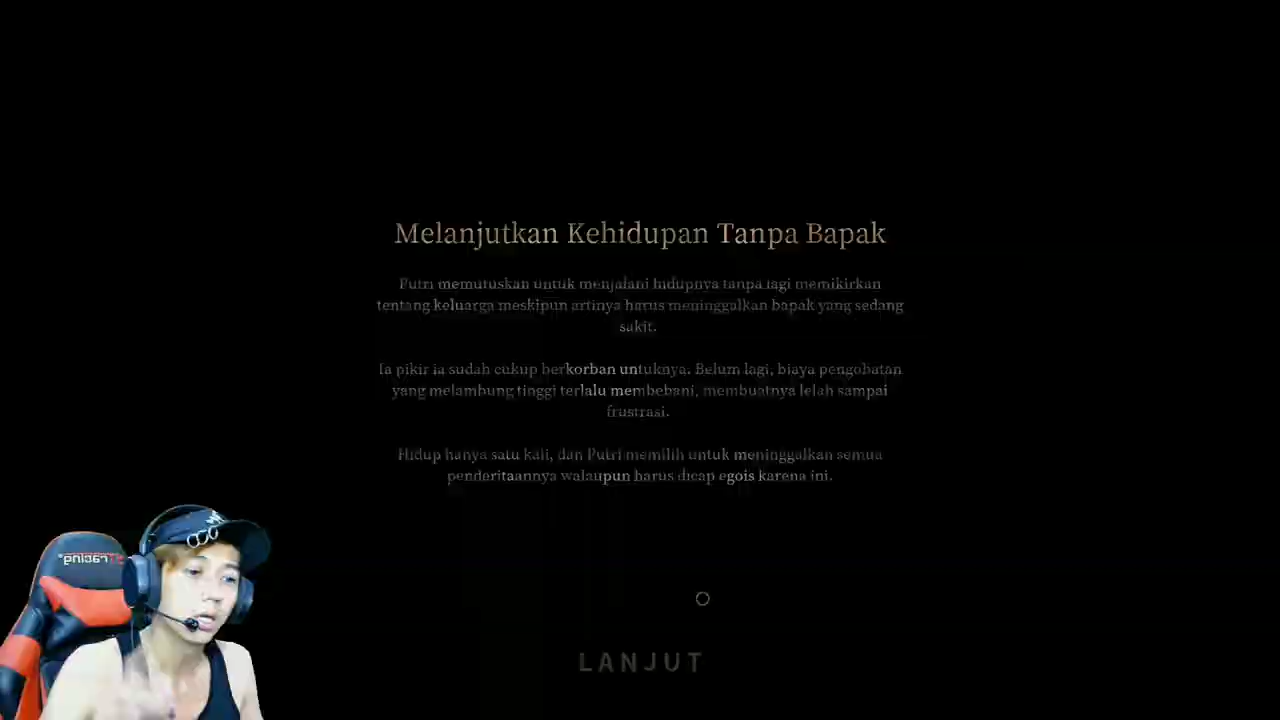 Melanjutkan Kehidupan Tanpa Bapak
Putri memutuskan untuk menjalani hidupnya tanpa lagi memikirkan
tentang keluarga meskipun artinya harus meninggalkan bapak yang sedang
sakit.
Ia pikir ia sudah cukup berkorban untuknya. Belum lagi, biaya pengobatan
yang melambung tinggi terlalu membebani, membuatnya lelah sampai
frustrasi.
Hidup hanya satu kali, dan Putri memilih untuk meninggalkan semua
penderitaannya walaupun harus dicap egois karena ini.
LANJUT